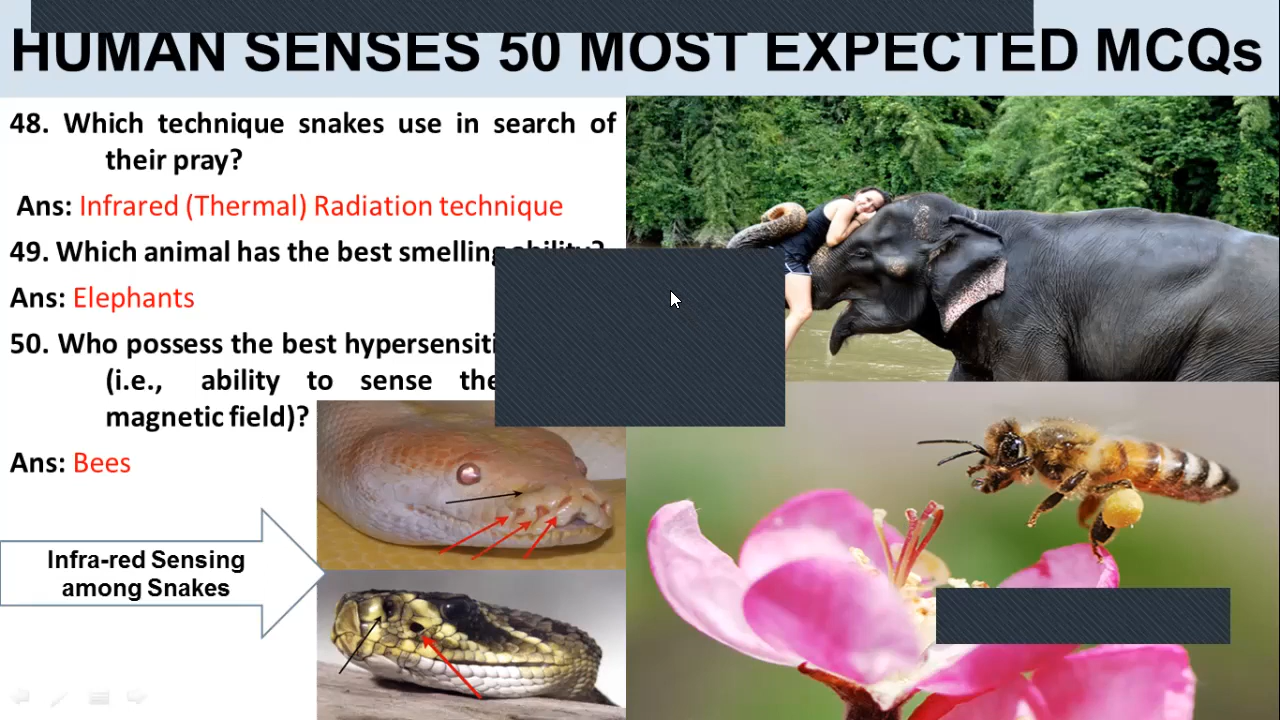 HUMAN SENSES 50 MOST EXPECTED MCQs
48. Which technique snakes use in search of
their pray?
Ans: Infrared (Thermal) Radiation technique
49. Which animal has the best smelling ability?
Ans: Elephants
50. Who possess the best
(i.e., ability to sense
magnetic field)?
Ans: Bees
Infra-red Sensing
among Snakes